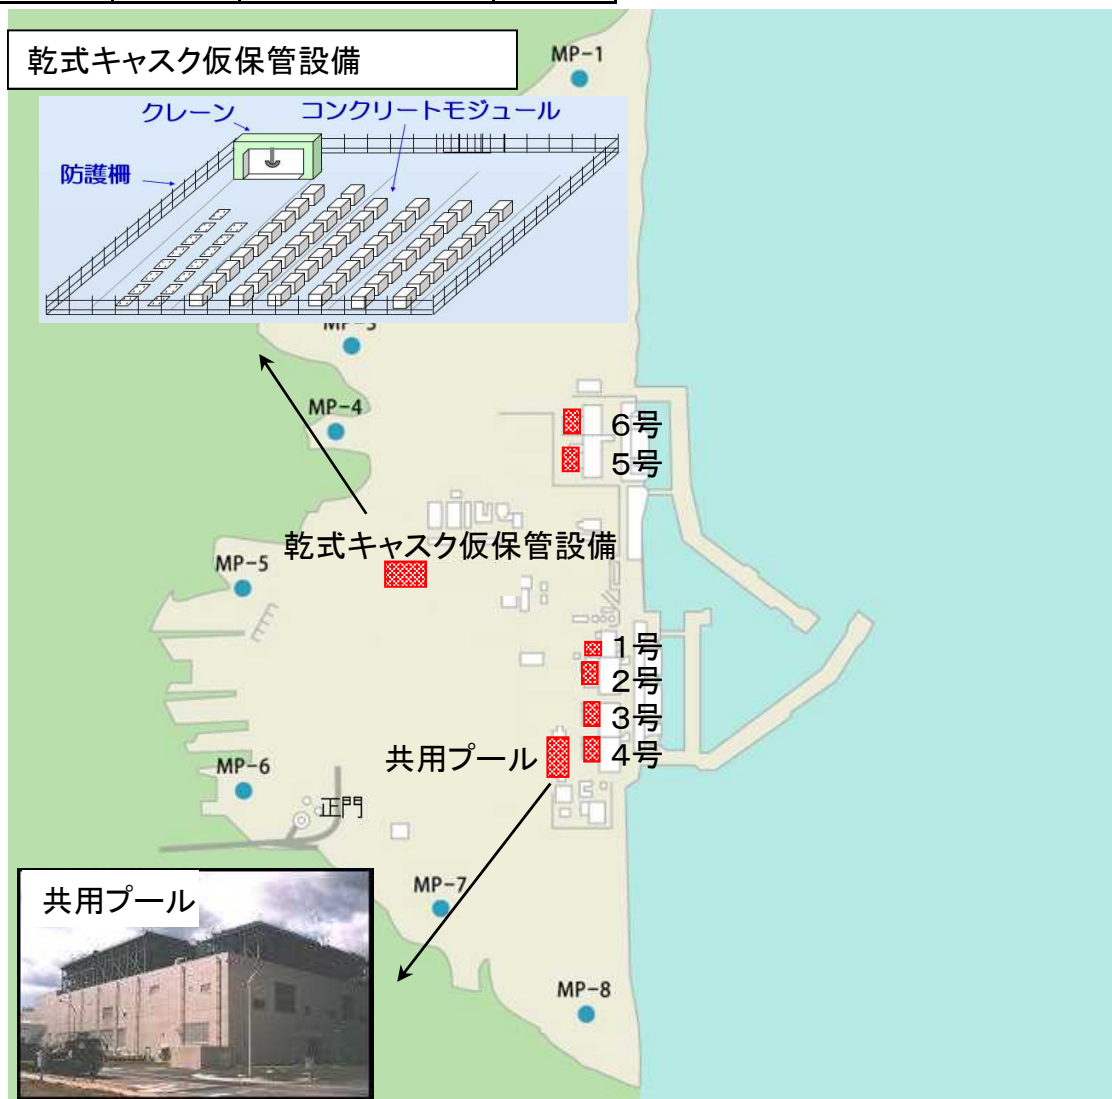 乾式キャスク仮保管設備
MP-1
クレーン
コンクリートモジュール
防護柵
MP-3
MP-4
6号
5号
乾式キャスク仮保管設備
MP-5
1号
2号
3号
4号
共用プール
MP-6
正門
MP-7
共用プール
MP-8